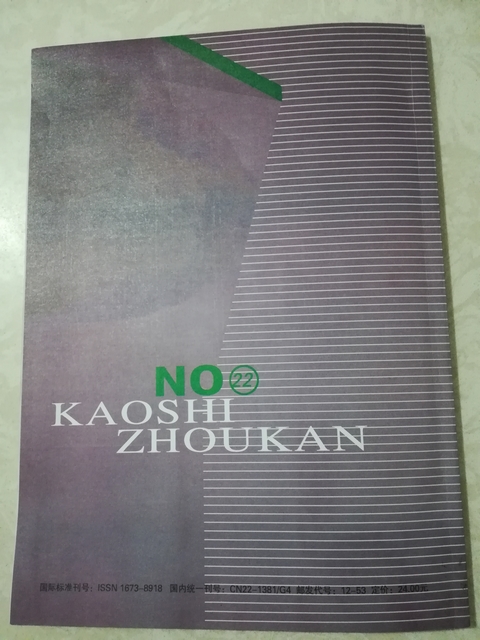 NO㉒
KAOSHI
ZHOUKAN
国际标准刊号：ISSN 1673-8918 国内统一刊号：CN22-1381/G4 邮发代号：12-53 定价：24.00元